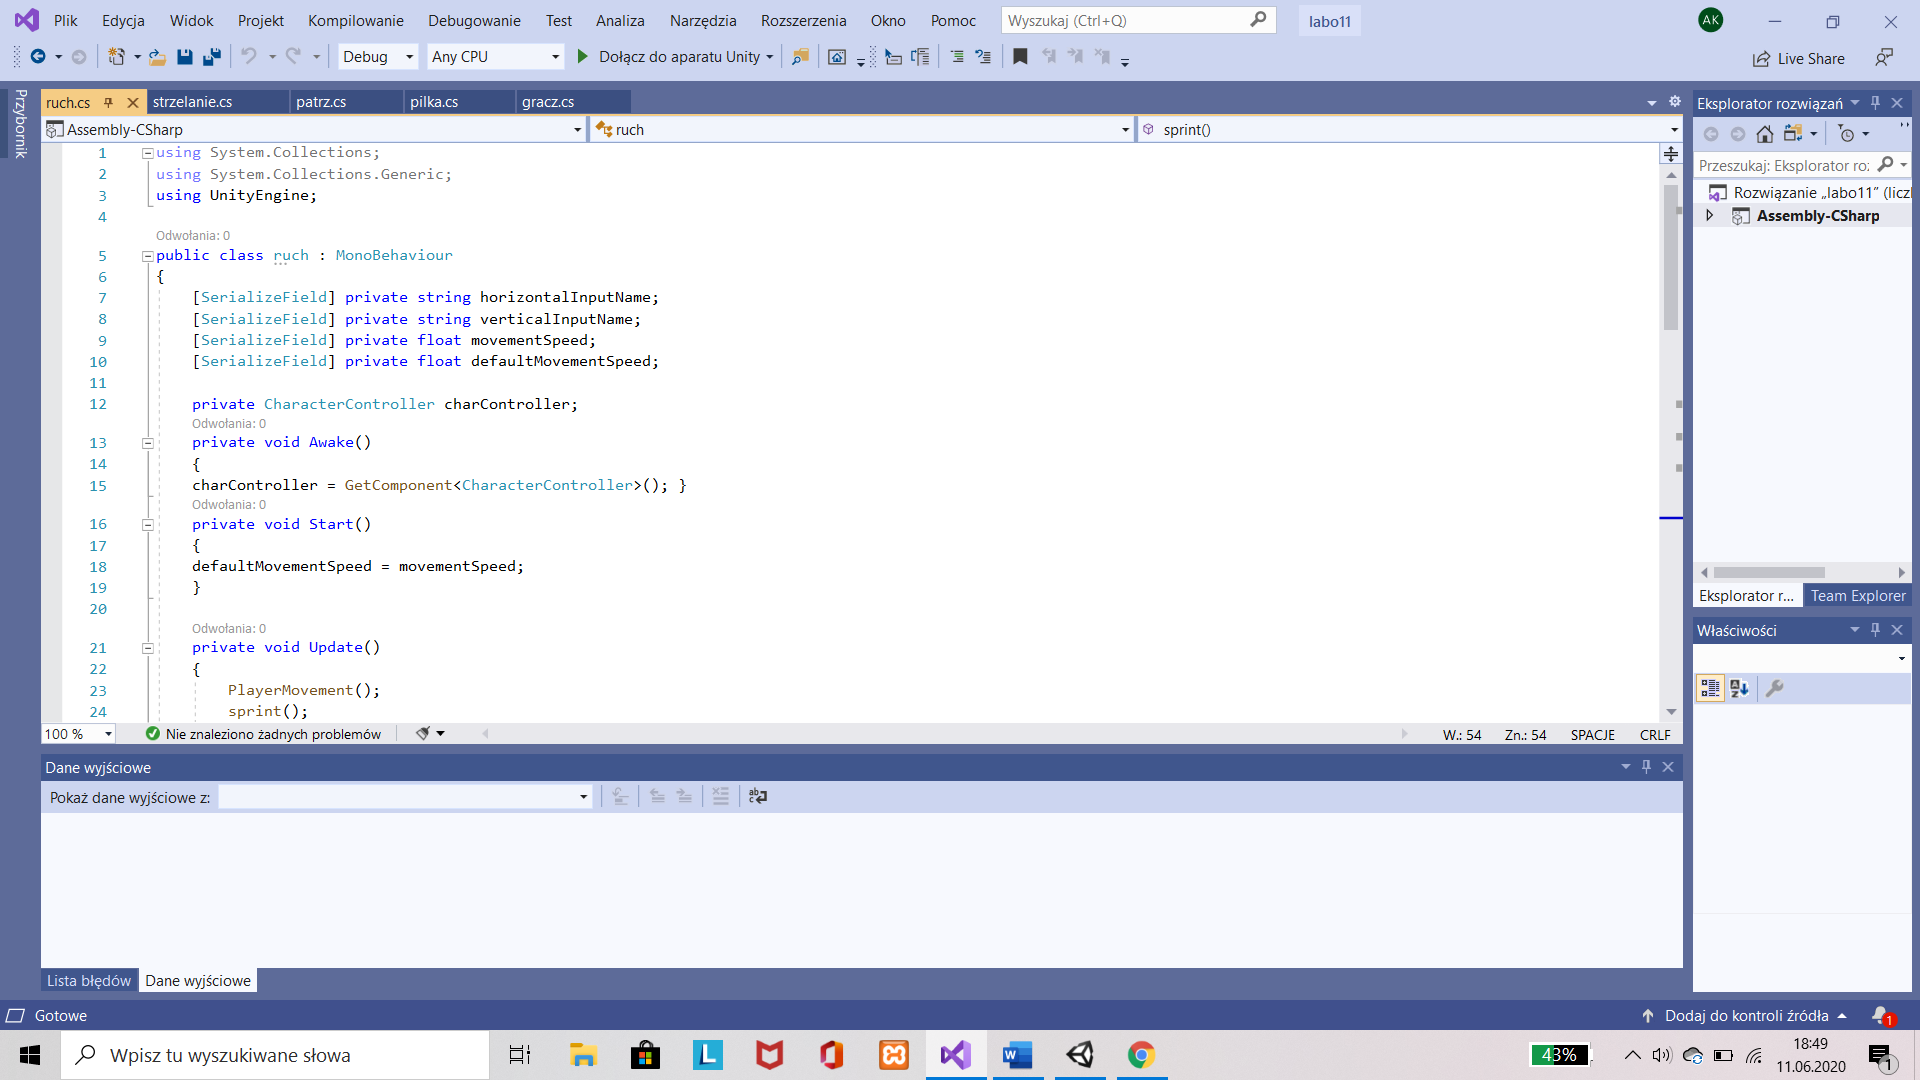 Plik Edycja Widok Projekt Kompilowanie Debugowanie Test Analiza Narzędzia Rozszerzenia Okno Pomoc Wyszukaj (Ctrl+Q) labo11 AK
Debug Any CPU Dołącz do aparatu Unity Live Share
Przybornik
ruch.cs strzelanie.cs patrz.cs pilka.cs gracz.cs
Assembly-CSharp ruch sprint()
1 using System.Collections;
2 using System.Collections.Generic;
3 using UnityEngine;
4
Odwołania: 0
5 public class ruch : MonoBehaviour
6 {
7 [SerializeField] private string horizontalInputName;
8 [SerializeField] private string verticalInputName;
9 [SerializeField] private float movementSpeed;
10 [SerializeField] private float defaultMovementSpeed;
11
12 private CharacterController charController;
Odwołania: 0
13 private void Awake()
14 {
15 charController = GetComponent<CharacterController>(); }
Odwołania: 0
16 private void Start()
17 {
18 defaultMovementSpeed = movementSpeed;
19 }
20
Odwołania: 0
21 private void Update()
22 {
23 PlayerMovement();
24 sprint();
100 % Nie znaleziono żadnych problemów W.: 54 Zn.: 54 SPACJE CRLF
Dane wyjściowe
Pokaż dane wyjściowe z:
Lista błędów Dane wyjściowe
Eksplorator rozwiązań
Przeszukaj: Eksplorator roz
Rozwiązanie „labo11” (licz
Assembly-CSharp
Eksplorator r... Team Explorer
Właściwości
Gotowe Dodaj do kontroli źródła 1
Wpisz tu wyszukiwane słowa 43% 18:49
11.06.2020 1